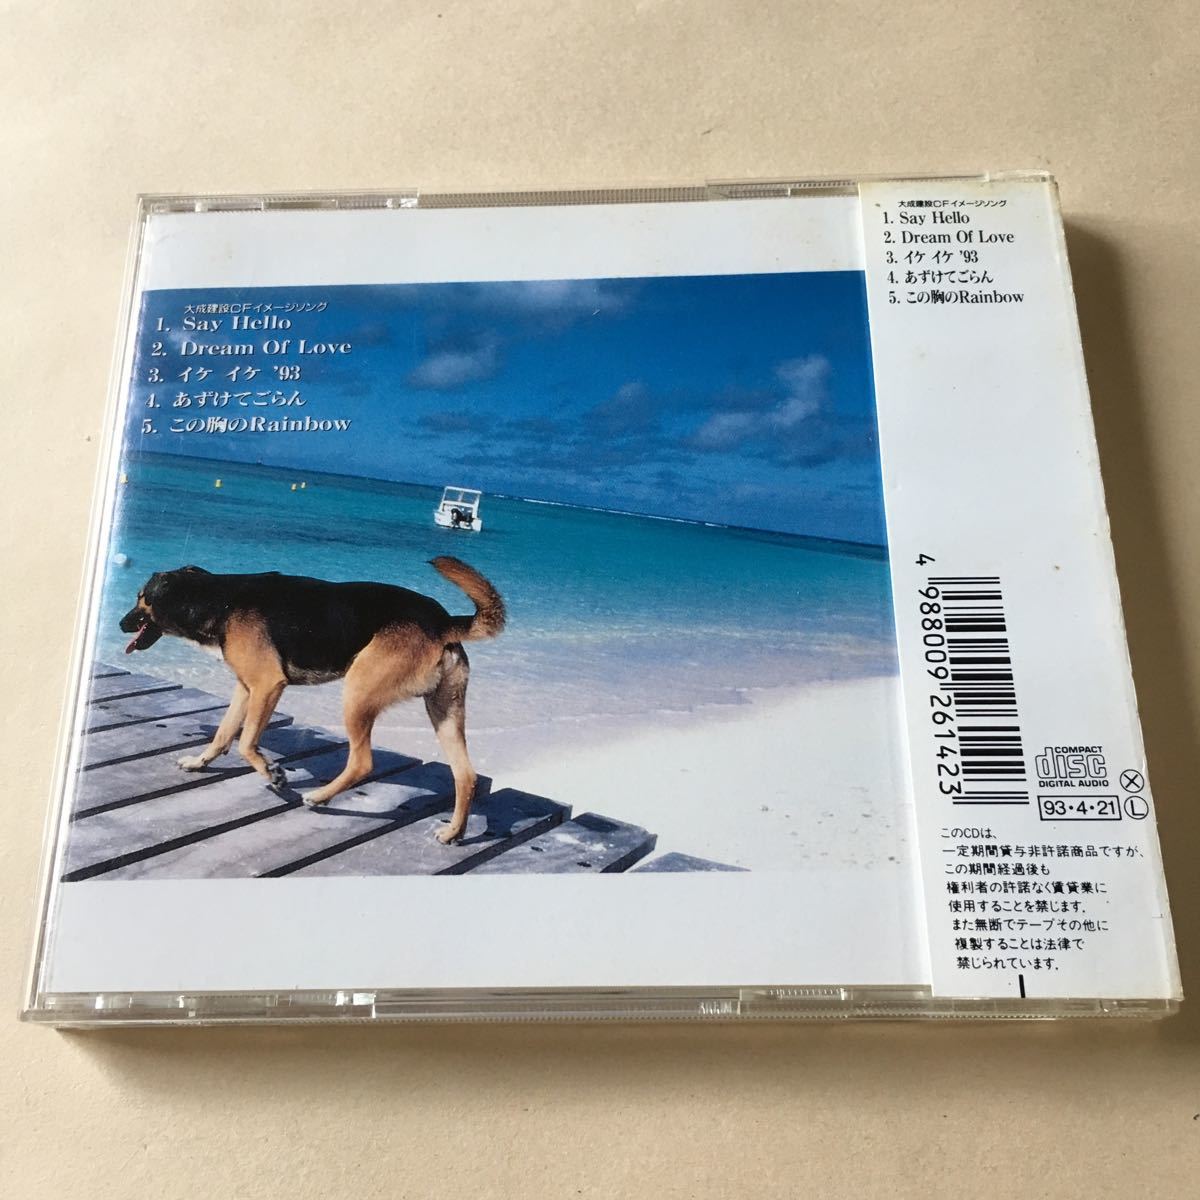 大成建設CFイメージソング
1. Say Hello
2. Dream Of Love
3. イケ イケ '93
4. あずけてごらん
5. この胸のRainbow
大成建設CFイメージソング
1. Say Hello
2. Dream Of Love
3. イケ イケ '93
4. あずけてごらん
5. この胸のRainbow
4 988009 261423
COMPACT
disc
DIGITAL AUDIO
X
93・4・21
L
このCDは、
一定期間貸与非許諾商品ですが、
この期間経過後も
権利者の許諾なく賃貸業に
使用することを禁じます。
また無断でテープその他に
複製することは法律で
禁じられています。